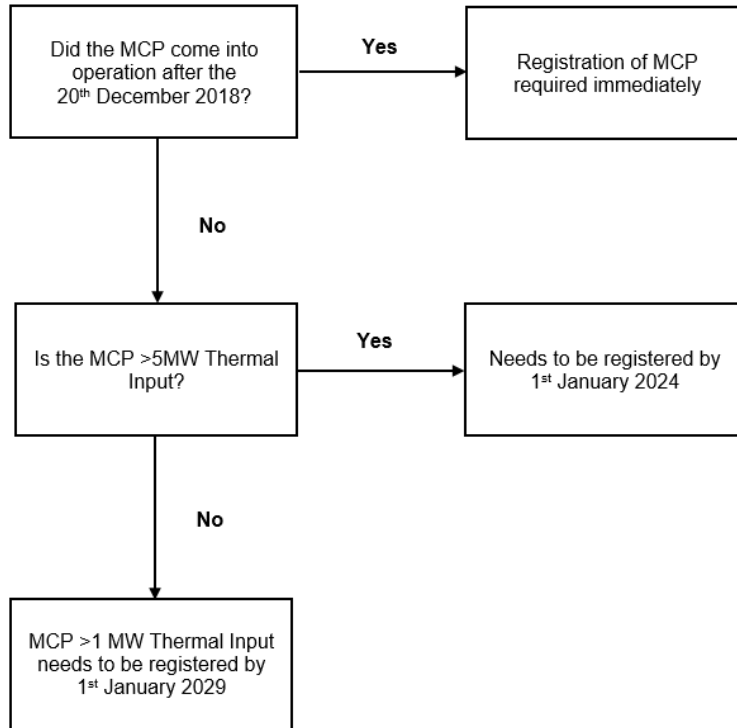 Did the MCP come into
operation after the
20th December 2018?
Yes
Registration of MCP
required immediately
No
Is the MCP >5MW Thermal
Input?
Yes
Needs to be registered by
1st January 2024
No
MCP >1 MW Thermal Input
needs to be registered by
1st January 2029